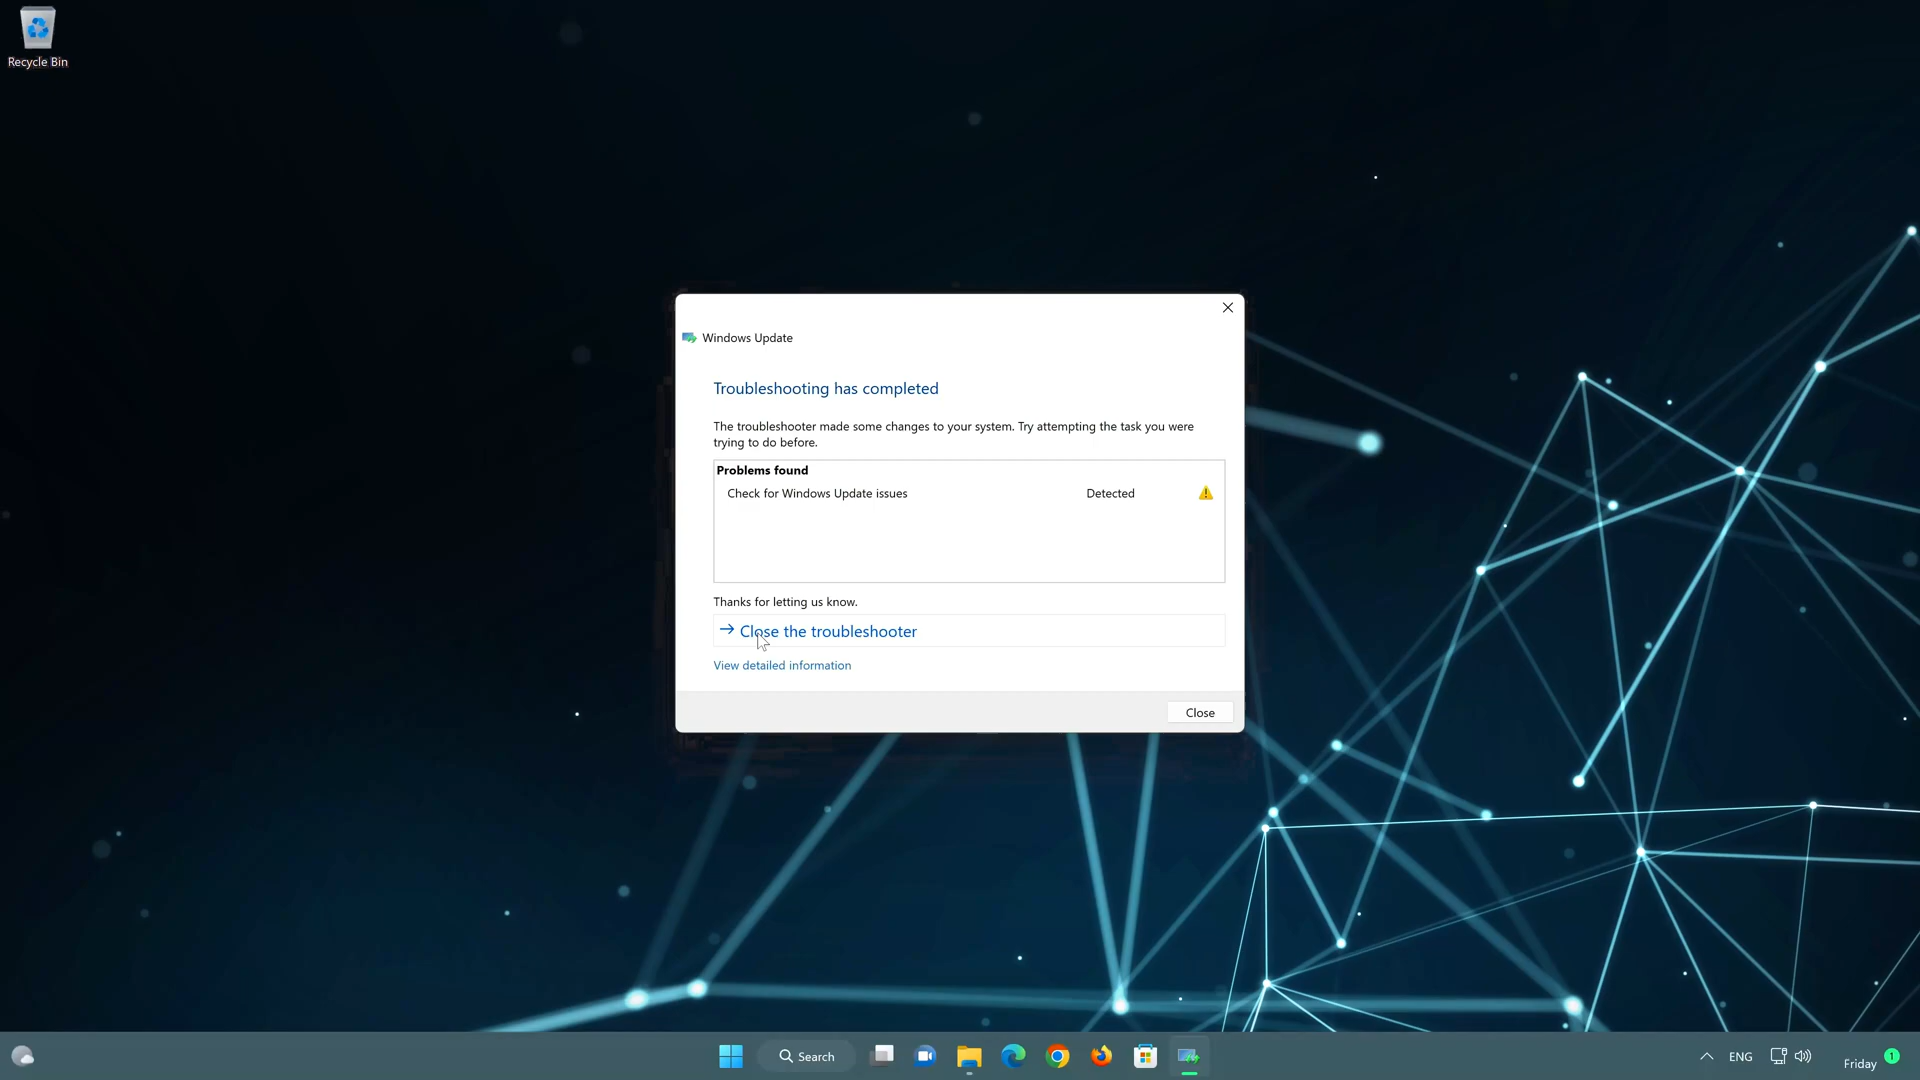 Recycle Bin
Windows Update
Troubleshooting has completed
The troubleshooter made some changes to your system. Try attempting the task you were
trying to do before.
Problems found
Check for Windows Update issues Detected
Thanks for letting us know.
Close the troubleshooter
View detailed information
Close
Search
ENG
Friday 1